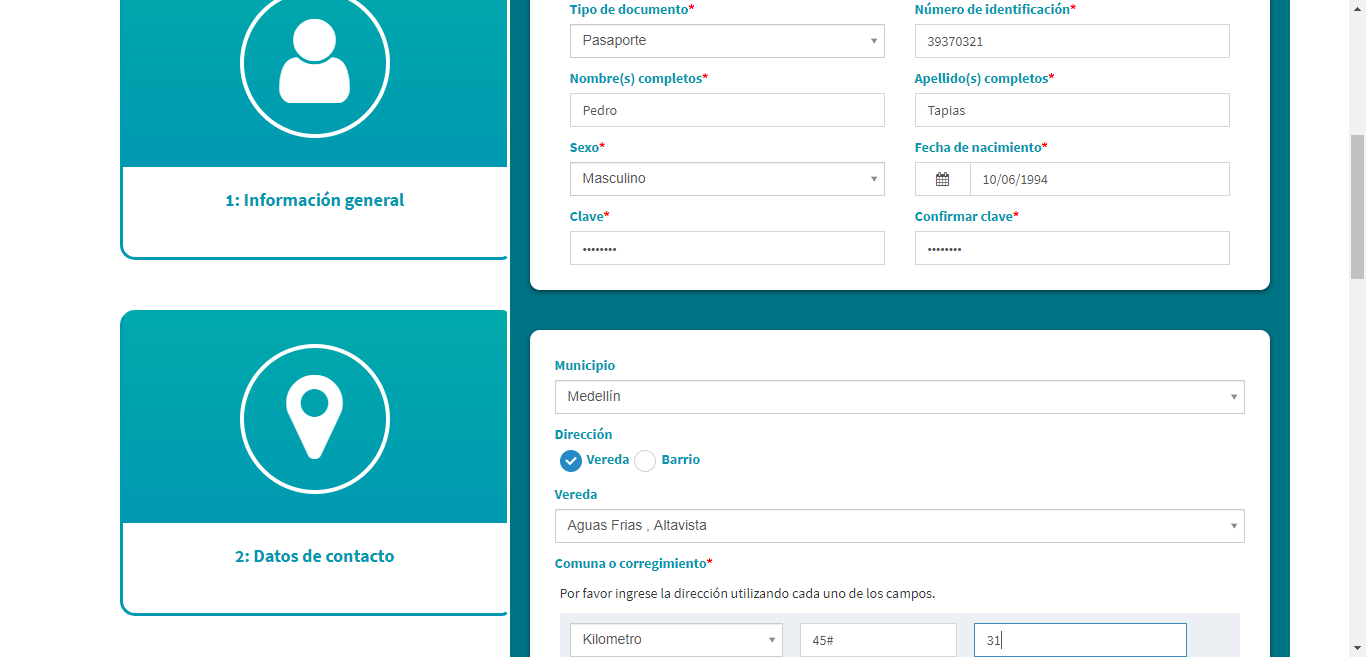 Tipo de documento*
Número de identificación*
Pasaporte
39370321
Nombre(s) completos*
Apellido(s) completos*
Pedro
Tapias
Sexo*
Fecha de nacimiento*
Masculino
10/06/1994
Clave*
Confirmar clave*
••••••••
••••••••
1: Información general
Municipio
Medellín
Dirección
Vereda
Barrio
Vereda
Aguas Frias , Altavista
2: Datos de contacto
Comuna o corregimiento*
Por favor ingrese la dirección utilizando cada uno de los campos.
Kilometro
45#
31